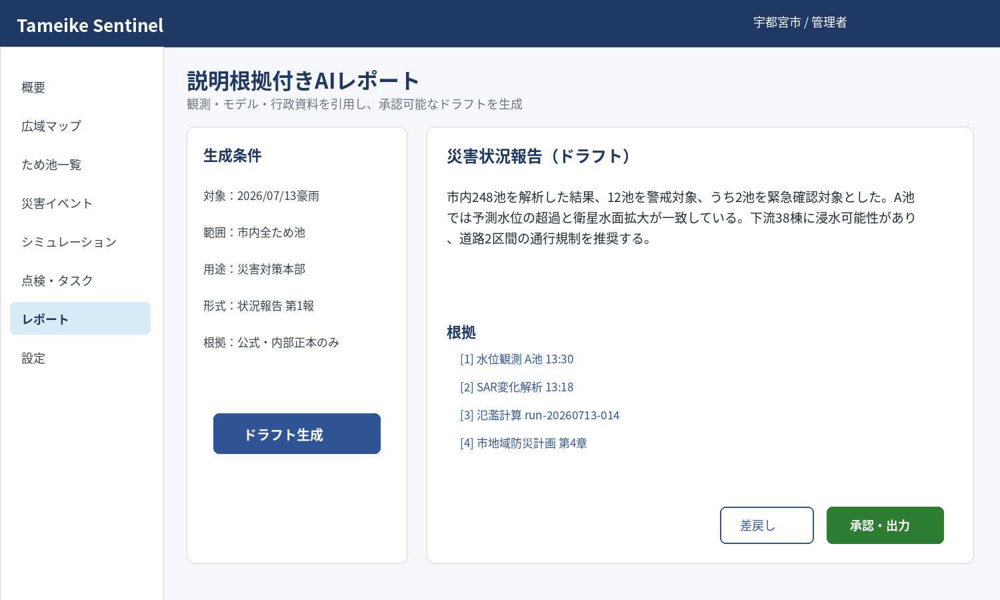 Tameike Sentinel
宇都宮市 / 管理者
概要
広域マップ
ため池一覧
災害イベント
シミュレーション
点検・タスク
レポート
設定
説明根拠付きAIレポート
観測・モデル・行政資料を引用し、承認可能なドラフトを生成
生成条件
対象：2026/07/13豪雨
範囲：市内全ため池
用途：災害対策本部
形式：状況報告 第1報
根拠：公式・内部正本のみ
ドラフト生成
災害状況報告（ドラフト）
市内248池を解析した結果、12池を警戒対象、うち2池を緊急確認対象とした。A池
では予測水位の超過と衛星水面拡大が一致している。下流38棟に浸水可能性があり
、道路2区間の通行規制を推奨する。
根拠
[1] 水位観測 A池 13:30
[2] SAR変化解析 13:18
[3] 氾濫計算 run-20260713-014
[4] 市地域防災計画 第4章
差戻し
承認・出力